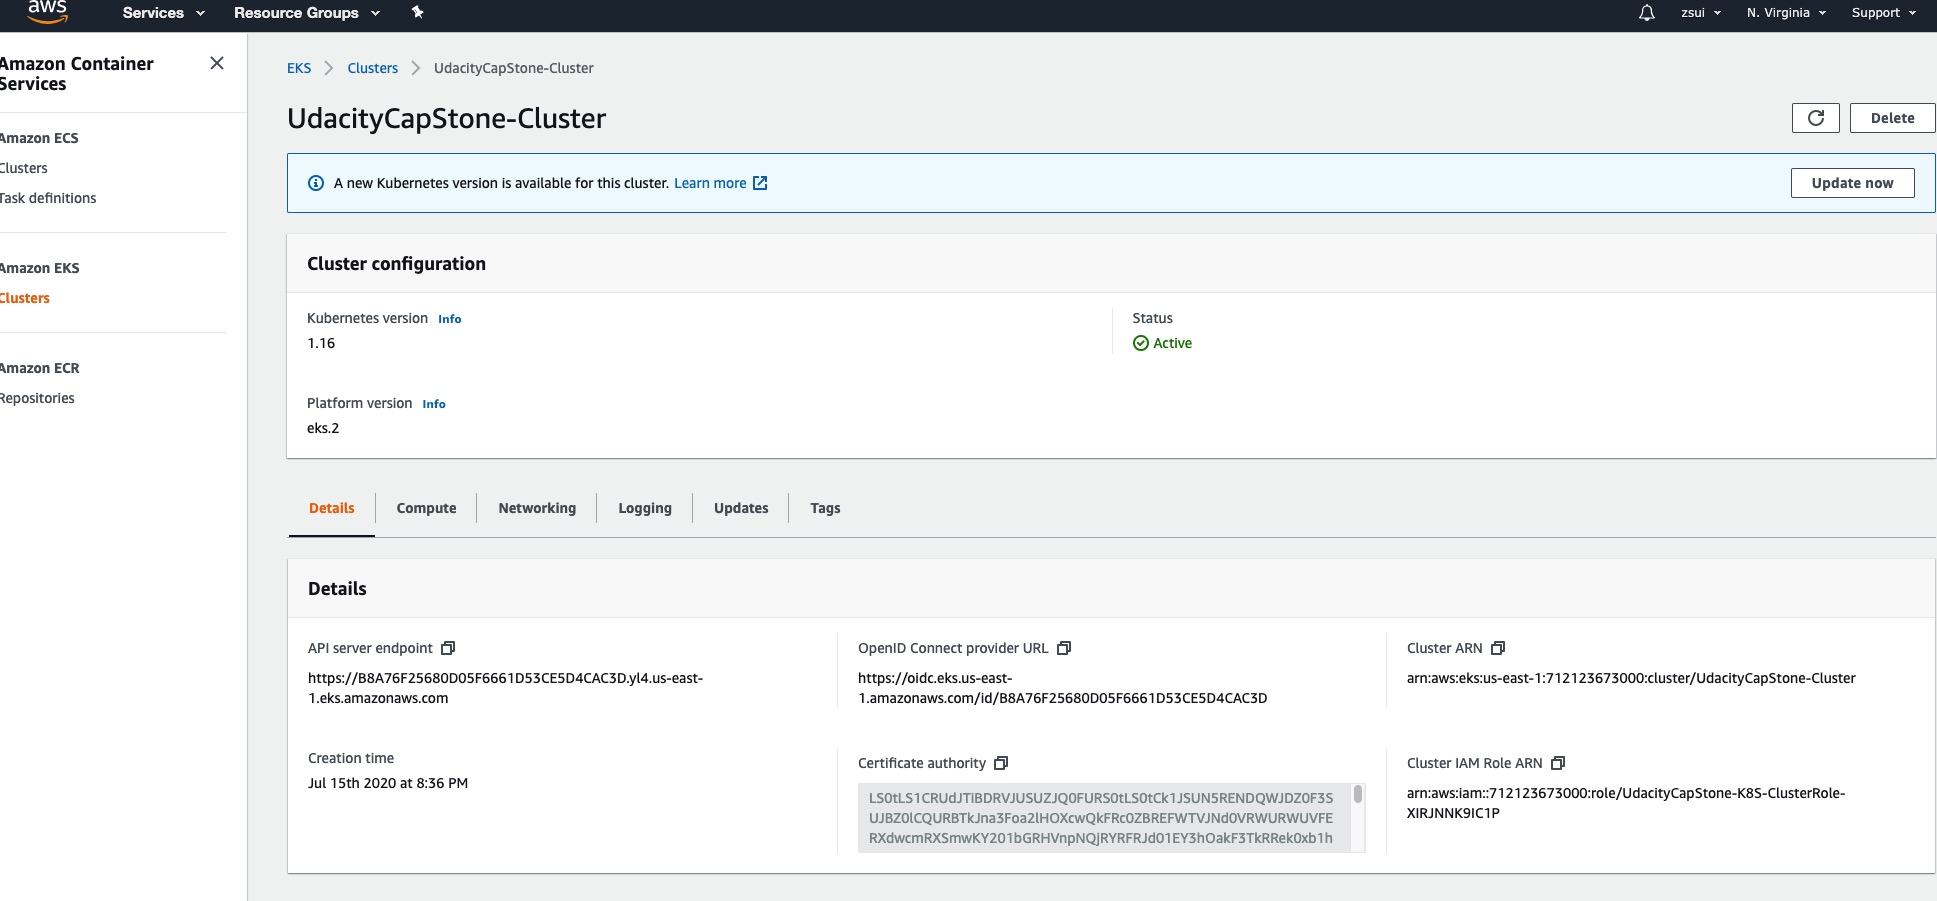 aws Services Resource Groups zsui N. Virginia Support
Amazon Container
Services
Amazon ECS
Clusters
Task definitions
Amazon EKS
Clusters
Amazon ECR
Repositories
EKS Clusters UdacityCapStone-Cluster
UdacityCapStone-Cluster
Delete
A new Kubernetes version is available for this cluster. Learn more
Update now
Cluster configuration
Kubernetes version Info
1.16
Status
Active
Platform version Info
eks.2
Details Compute Networking Logging Updates Tags
Details
API server endpoint
https://B8A76F25680D05F6661D53CE5D4CAC3D.yl4.us-east-
1.eks.amazonaws.com
OpenID Connect provider URL
https://oidc.eks.us-east-
1.amazonaws.com/id/B8A76F25680D05F6661D53CE5D4CAC3D
Cluster ARN
arn:aws:eks:us-east-1:712123673000:cluster/UdacityCapStone-Cluster
Creation time
Jul 15th 2020 at 8:36 PM
Certificate authority
LS0tLS1CRUdJTiBDRVJUSUZJQ0FURS0tLS0tCk1JSUN5RENDQWJDZ0F3S
UJBZ0lCQURBTkJna3Foa2lHOXcwQkFRc0ZBREFWTVJNd0VRWURWUVFE
RXdwcmRXSmwKY201bGRHVnpNQjRYRFRJd01EY3hOakF3TkRRek0xb1h
Cluster IAM Role ARN
arn:aws:iam::712123673000:role/UdacityCapStone-K8S-ClusterRole-
XIRJNNK9IC1P